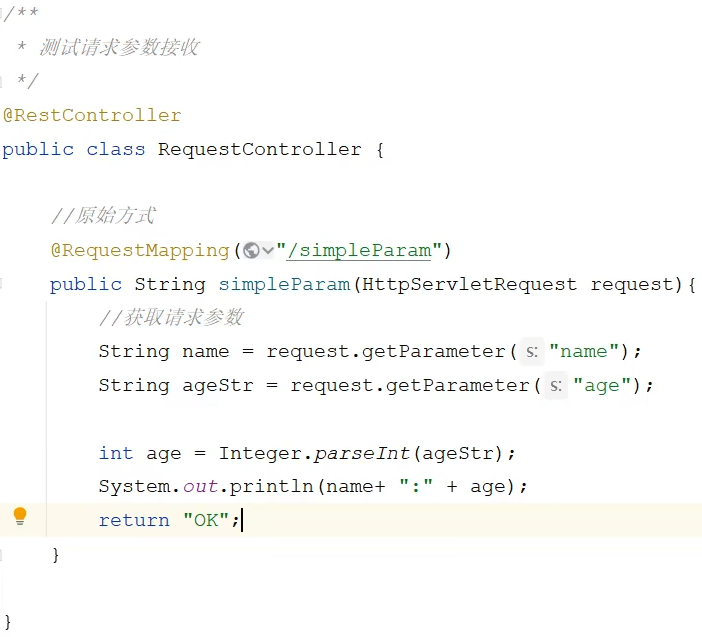 /**
* 测试请求参数接收
*/
@RestController
public class RequestController {
//原始方式
@RequestMapping("/simpleParam")
public String simpleParam(HttpServletRequest request){
//获取请求参数
String name = request.getParameter( s: "name");
String ageStr = request.getParameter( s: "age");
int age = Integer.parseInt(ageStr);
System.out.println(name+ ":" + age);
return "OK";
}
}